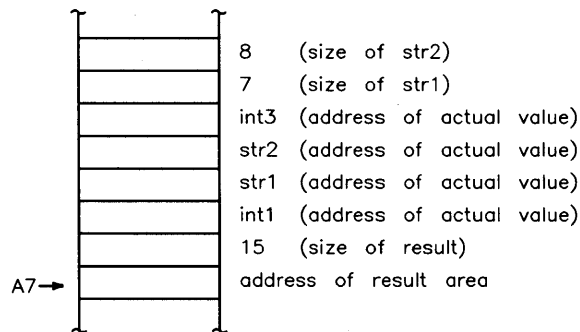 8 (size of str2)
7 (size of str1)
int3 (address of actual value)
str2 (address of actual value)
str1 (address of actual value)
int1 (address of actual value)
15 (size of result)
A7 address of result area